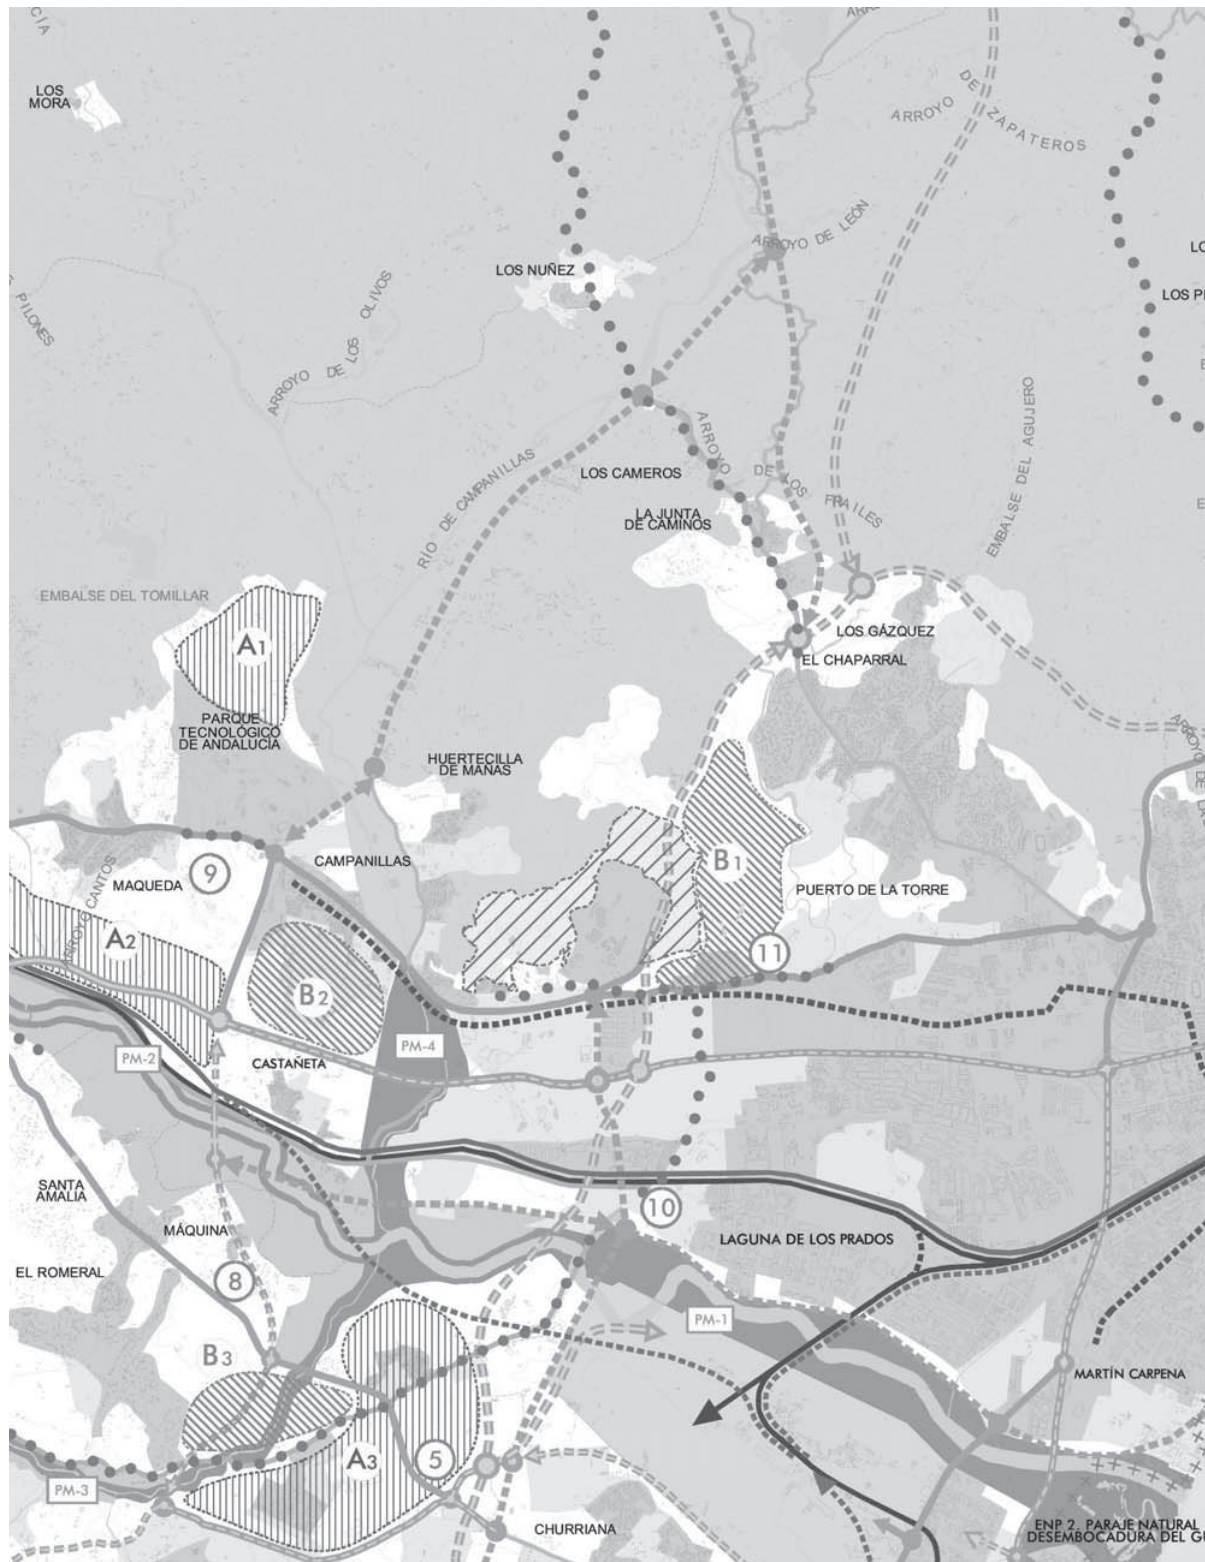 CÍA
LOS
MORA
ARROYO
DE ZAPATEROS
ARROYO DE LEÓN
LOS NUÑEZ
PILONES
ARROYO DE LOS OLIVOS
LOS
ARROYO
DE LOS FRAILES
RÍO DE CAMPANILLAS
LOS CAMEROS
EMBALSE DEL AGUJERO
LA JUNTA
DE CAMINOS
EMBALSE DEL TOMILLAR
A1
LOS GÁZQUEZ
EL CHAPARRAL
PARQUE
TECNOLÓGICO
DE ANDALUCÍA
ARROYO DE LA
HUERTECILLA
DE MAÑAS
CAMPANILLAS
9
MAQUEDA
B1
PUERTO DE LA TORRE
ARROYO CANTOS
A2
11
B2
PM-4
PM-2
CASTAÑETA
SANTA
AMALIA
10
MÁQUINA
LAGUNA DE LOS PRADOS
EL ROMERAL
8
PM-1
B3
MARTÍN CARPENA
A3
5
PM-3
CHURRIANA
ENP 2. PARAJE NATURAL
DESEMBOCADURA DEL GU